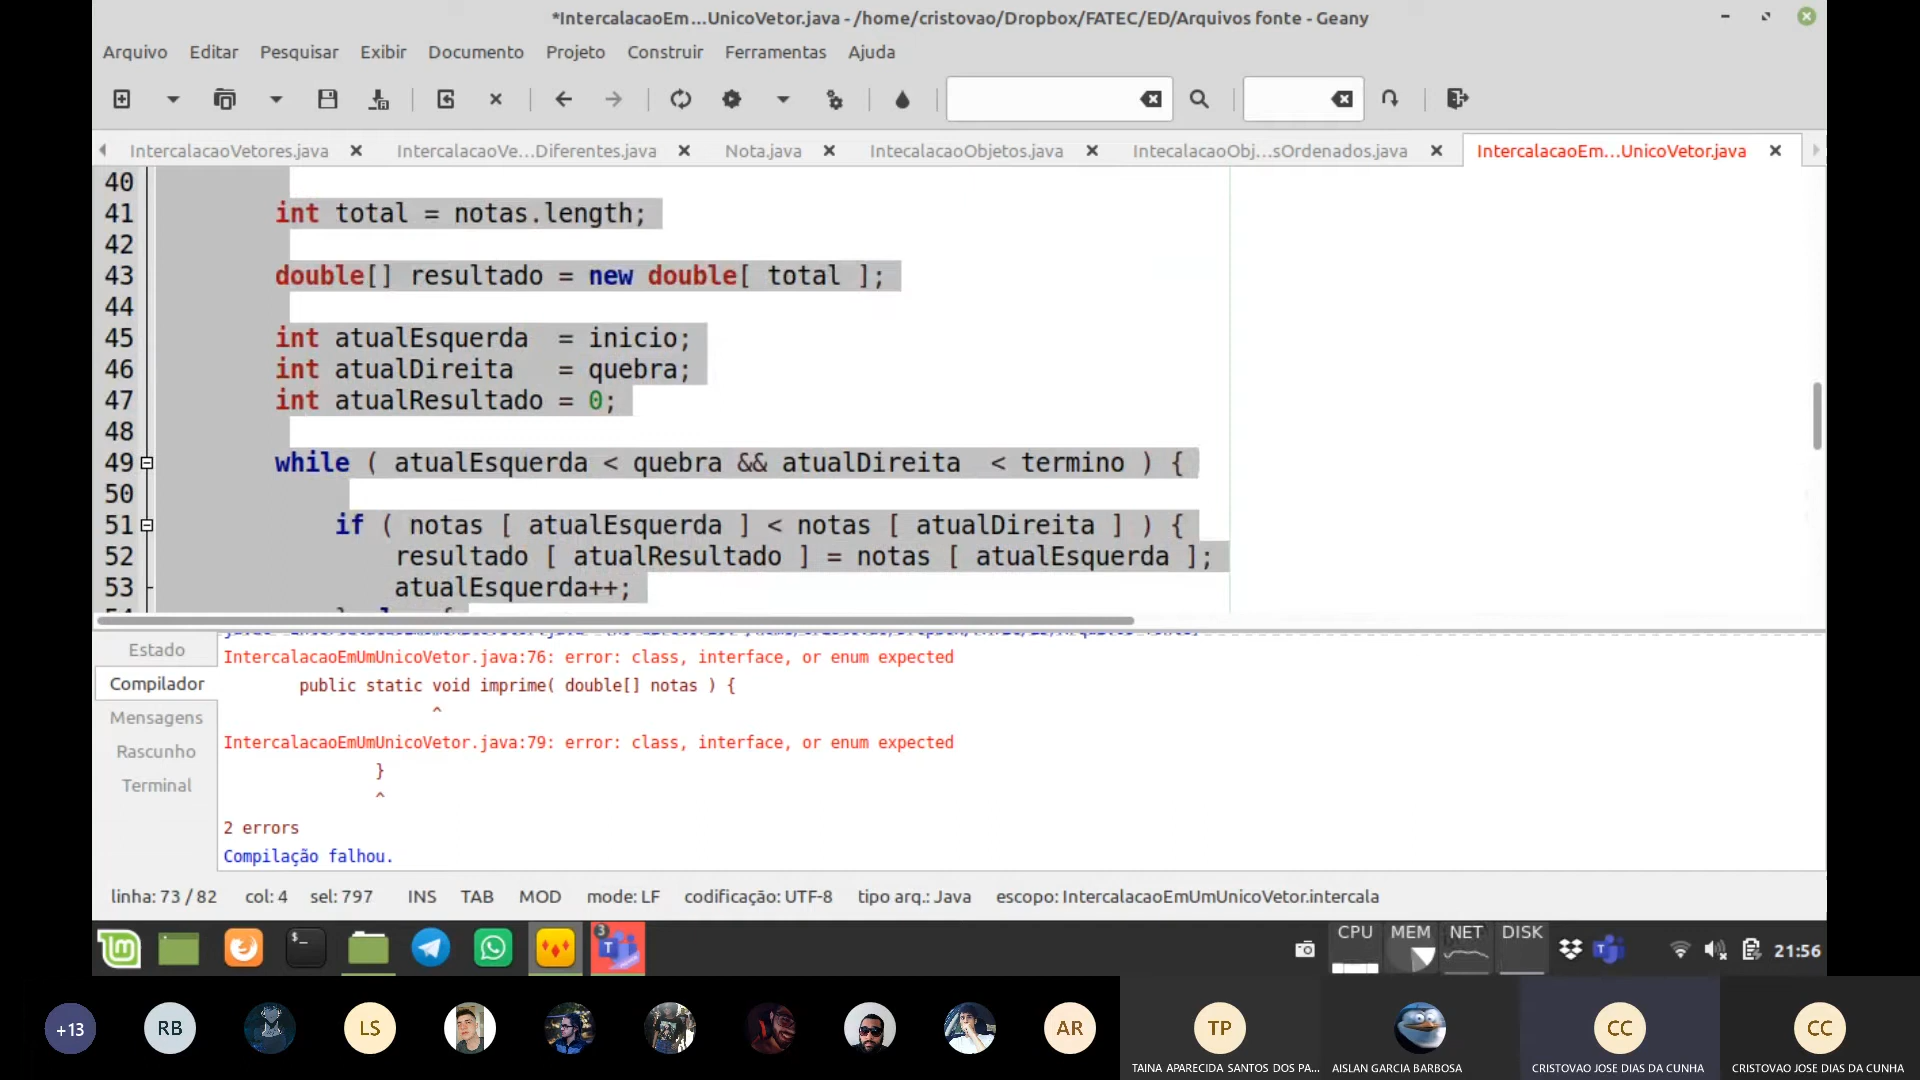 *IntercalacaoEm...UnicoVetor.java - /home/cristovao/Dropbox/FATEC/ED/Arquivos fonte - Geany
Arquivo Editar Pesquisar Exibir Documento Projeto Construir Ferramentas Ajuda
IntercalacaoVetores.java IntercalacaoVe...Diferentes.java Nota.java IntecalacaoObjetos.java IntecalacaoObj...sOrdenados.java IntercalacaoEm...UnicoVetor.java
40
41 int total = notas.length;
42
43 double[] resultado = new double[ total ];
44
45 int atualEsquerda = inicio;
46 int atualDireita = quebra;
47 int atualResultado = 0;
48
49 while ( atualEsquerda < quebra && atualDireita < termino ) {
50
51 if ( notas [ atualEsquerda ] < notas [ atualDireita ] ) {
52 resultado [ atualResultado ] = notas [ atualEsquerda ];
53 atualEsquerda++;
Estado
Compilador
Mensagens
Rascunho
Terminal
IntercalacaoEmUmUnicoVetor.java:76: error: class, interface, or enum expected
public static void imprime( double[] notas ) {
^
IntercalacaoEmUmUnicoVetor.java:79: error: class, interface, or enum expected
}
^
2 errors
Compilação falhou.
linha: 73 / 82 col: 4 sel: 797 INS TAB MOD mode: LF codificação: UTF-8 tipo arq.: Java escopo: IntercalacaoEmUmUnicoVetor.intercala
$_ 3 T CPU MEM NET DISK 21:56
+13 RB LS AR TP CC CC
TAINA APARECIDA SANTOS DOS PA... AISLAN GARCIA BARBOSA CRISTOVAO JOSE DIAS DA CUNHA CRISTOVAO JOSE DIAS DA CUNHA